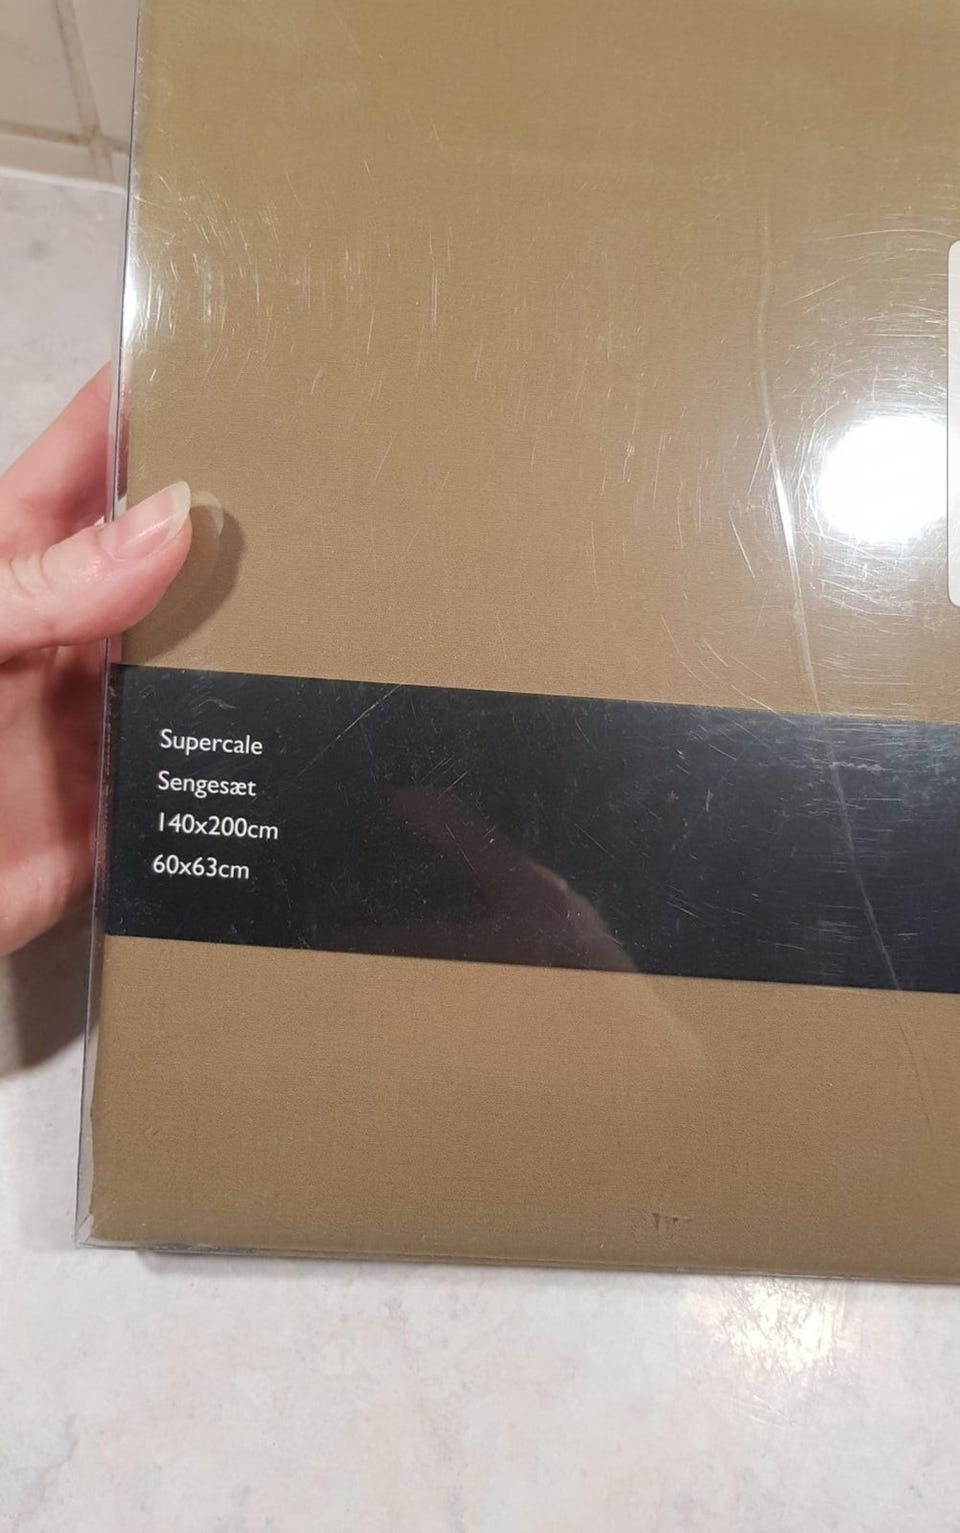 Supercale
Sengesæt
140x200cm
60x63cm